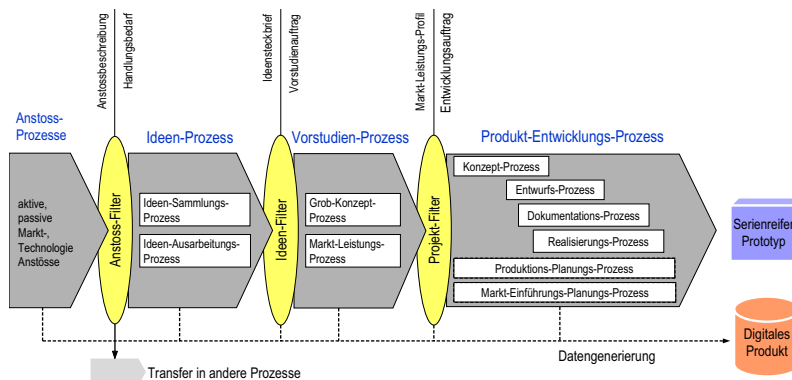 Anstossbeschreibung
Handlungsbedarf
Ideensteckbrief
Vorstudienauftrag
Markt-Leistungs-Profil
Entwicklungsauftrag
Anstoss-
Prozesse
Ideen-Prozess
Vorstudien-Prozess
Produkt-Entwicklungs-Prozess
aktive,
passive
Markt-,
Technologie
Anstösse
Anstoss-Filter
Ideen-Sammlungs-
Prozess
Ideen-Ausarbeitungs-
Prozess
Ideen-Filter
Grob-Konzept-
Prozess
Markt-Leistungs-
Prozess
Projekt-Filter
Konzept-Prozess
Entwurfs-Prozess
Dokumentations-Prozess
Realisierungs-Prozess
Produktions-Planungs-Prozess
Markt-Einführungs-Planungs-Prozess
Serienreifer
Prototyp
Digitales
Produkt
Datengenerierung
Transfer in andere Prozesse